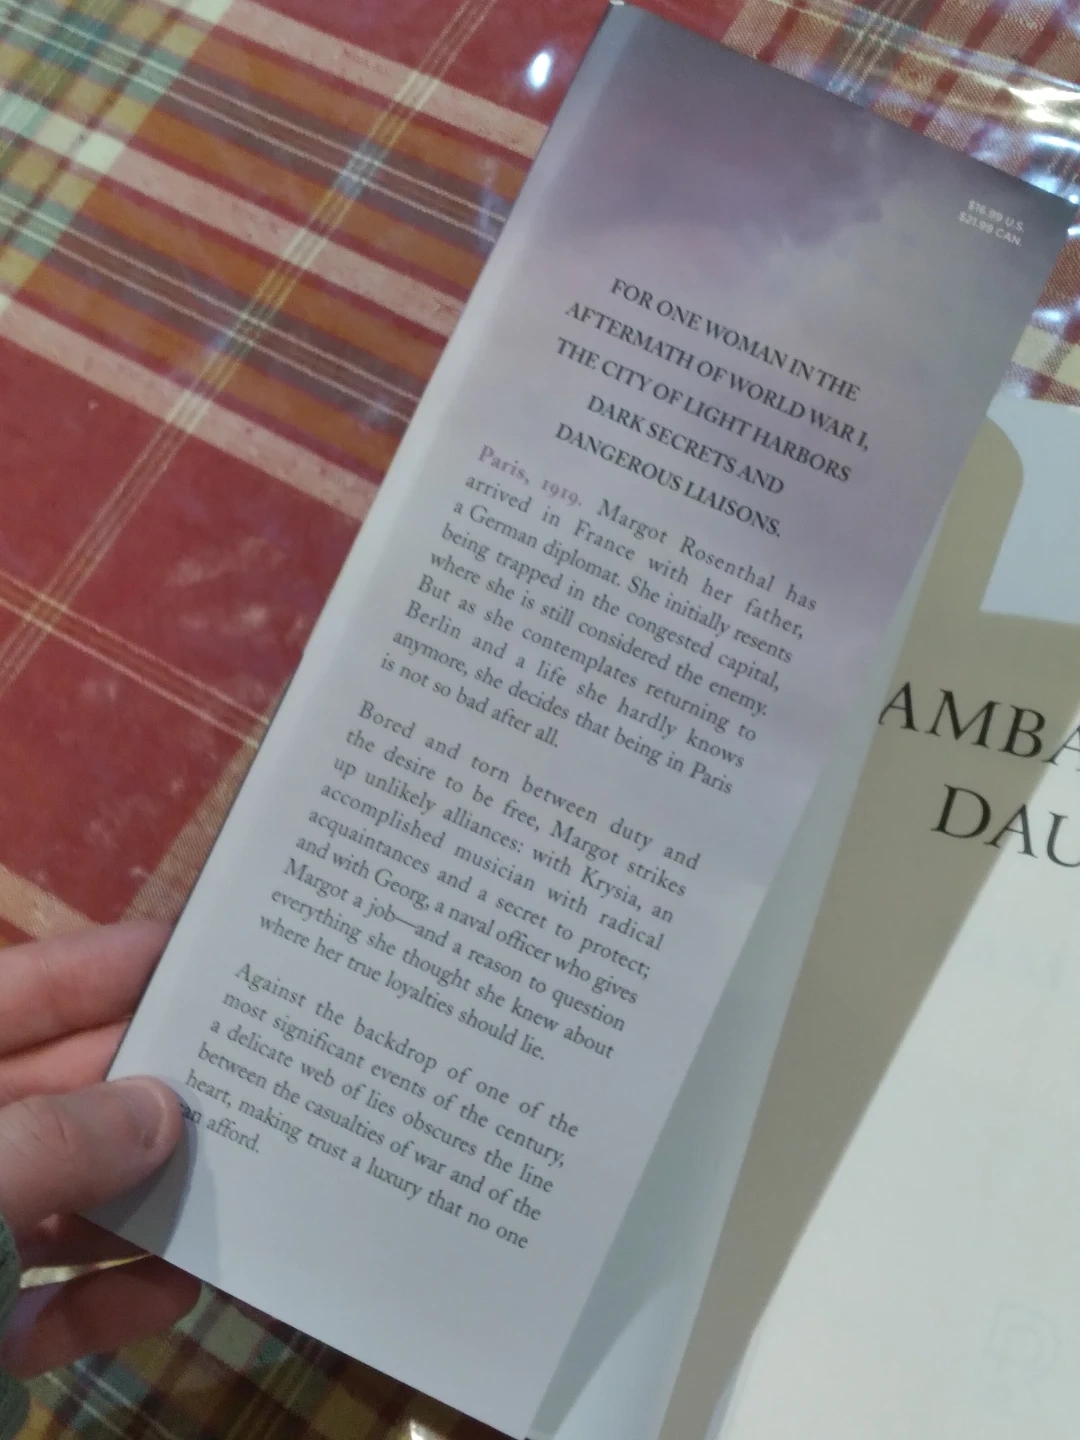 $16.99 U.S.
$21.99 CAN.
FOR ONE WOMAN IN THE
AFTERMATH OF WORLD WAR I,
THE CITY OF LIGHT HARBORS
DARK SECRETS AND
DANGEROUS LIAISONS.
Paris, 1919. Margot Rosenthal has
arrived in France with her father,
a German diplomat. She initially resents
being trapped in the congested capital,
where she is still considered the enemy.
But as she contemplates returning to
Berlin and a life she hardly knows
anymore, she decides that being in Paris
is not so bad after all.
Bored and torn between duty and
the desire to be free, Margot strikes
up unlikely alliances: with Krysia, an
accomplished musician with radical
acquaintances and a secret to protect;
and with Georg, a naval officer who gives
Margot a job—and a reason to question
everything she thought she knew about
where her true loyalties should lie.
Against the backdrop of one of the
most significant events of the century,
a delicate web of lies obscures the line
between the casualties of war and of the
heart, making trust a luxury that no one
can afford.
AMBA
DAU